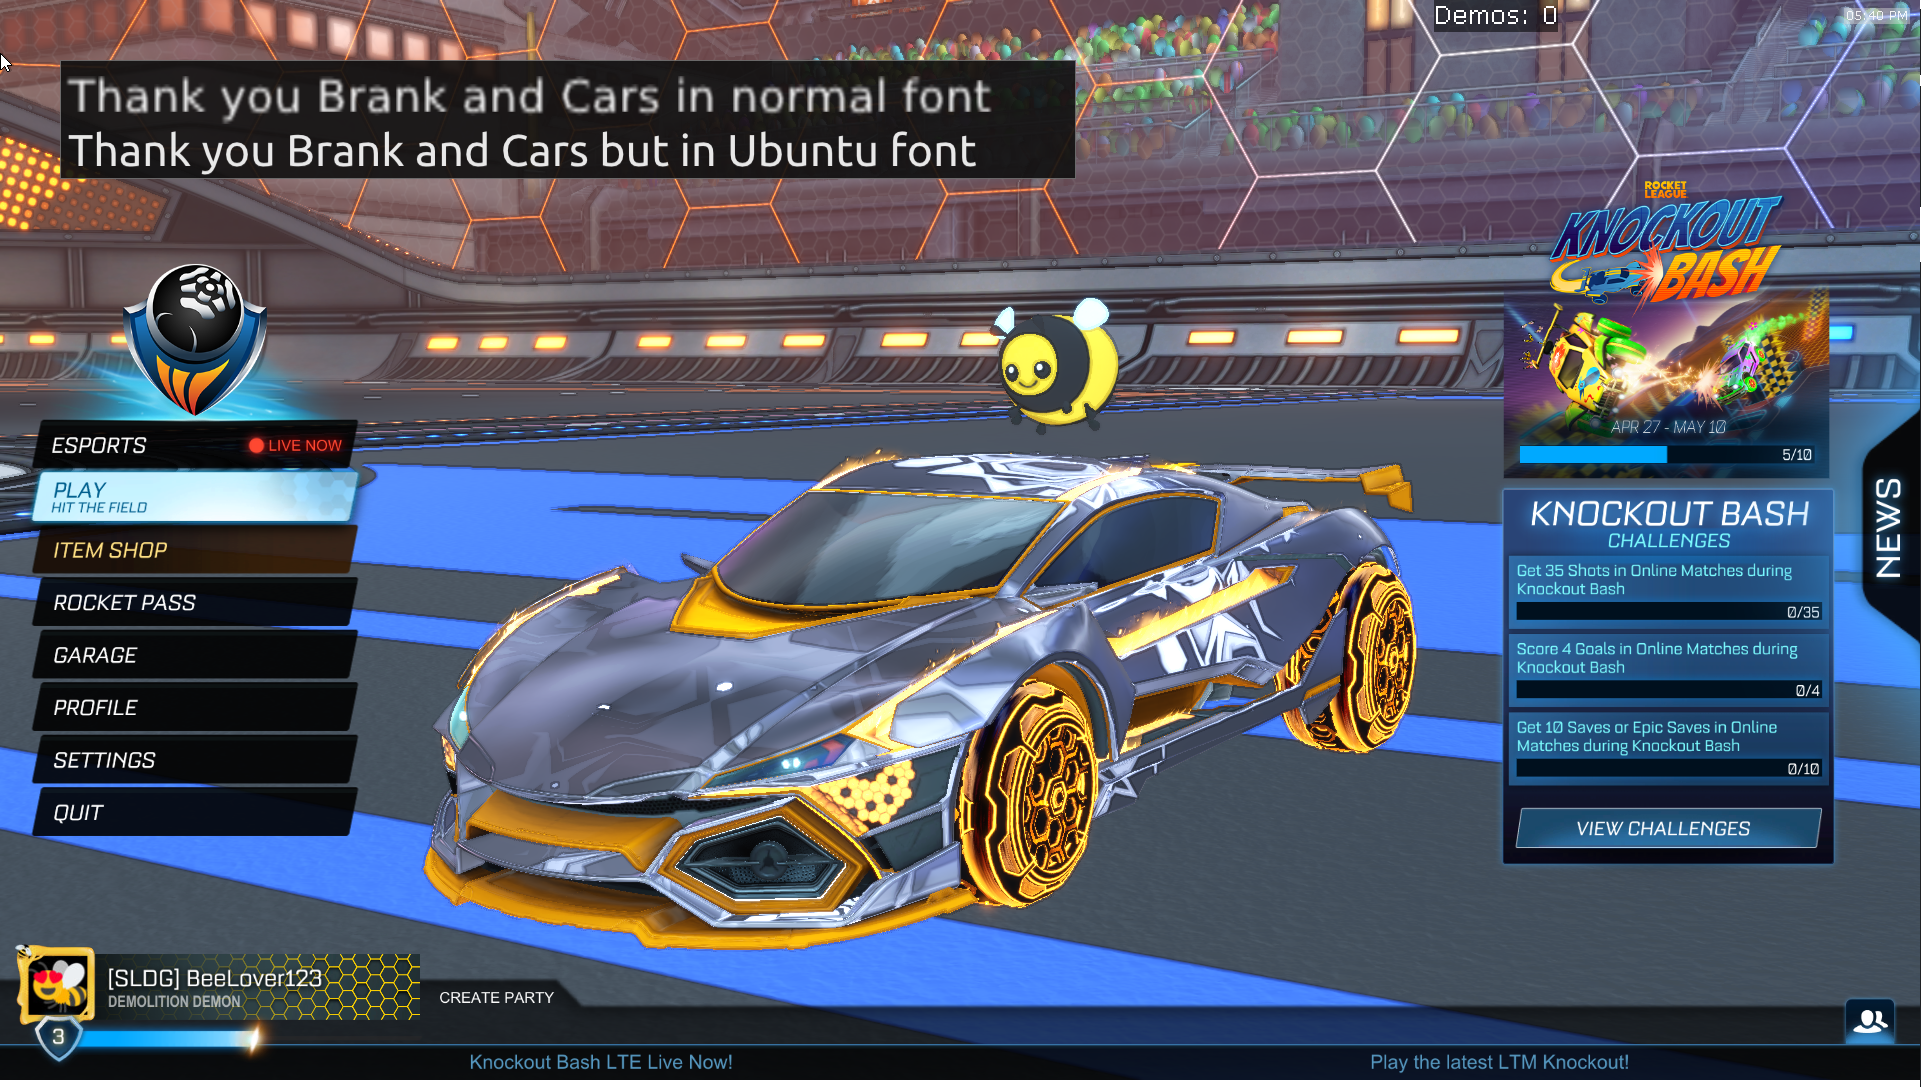 Demos: 0
05:40 PM
Thank you Brank and Cars in normal font
Thank you Brank and Cars but in Ubuntu font
ROCKET
LEAGUE
KNOCKOUT
BASH
APR 27 - MAY 10
5/10
ESPORTS
LIVE NOW
PLAY
HIT THE FIELD
ITEM SHOP
ROCKET PASS
GARAGE
PROFILE
SETTINGS
QUIT
NEWS
KNOCKOUT BASH
CHALLENGES
Get 35 Shots in Online Matches during
Knockout Bash
0/35
Score 4 Goals in Online Matches during
Knockout Bash
0/4
Get 10 Saves or Epic Saves in Online
Matches during Knockout Bash
0/10
VIEW CHALLENGES
[SLDG] BeeLover123
DEMOLITION DEMON
3
CREATE PARTY
Knockout Bash LTE Live Now!
Play the latest LTM Knockout!